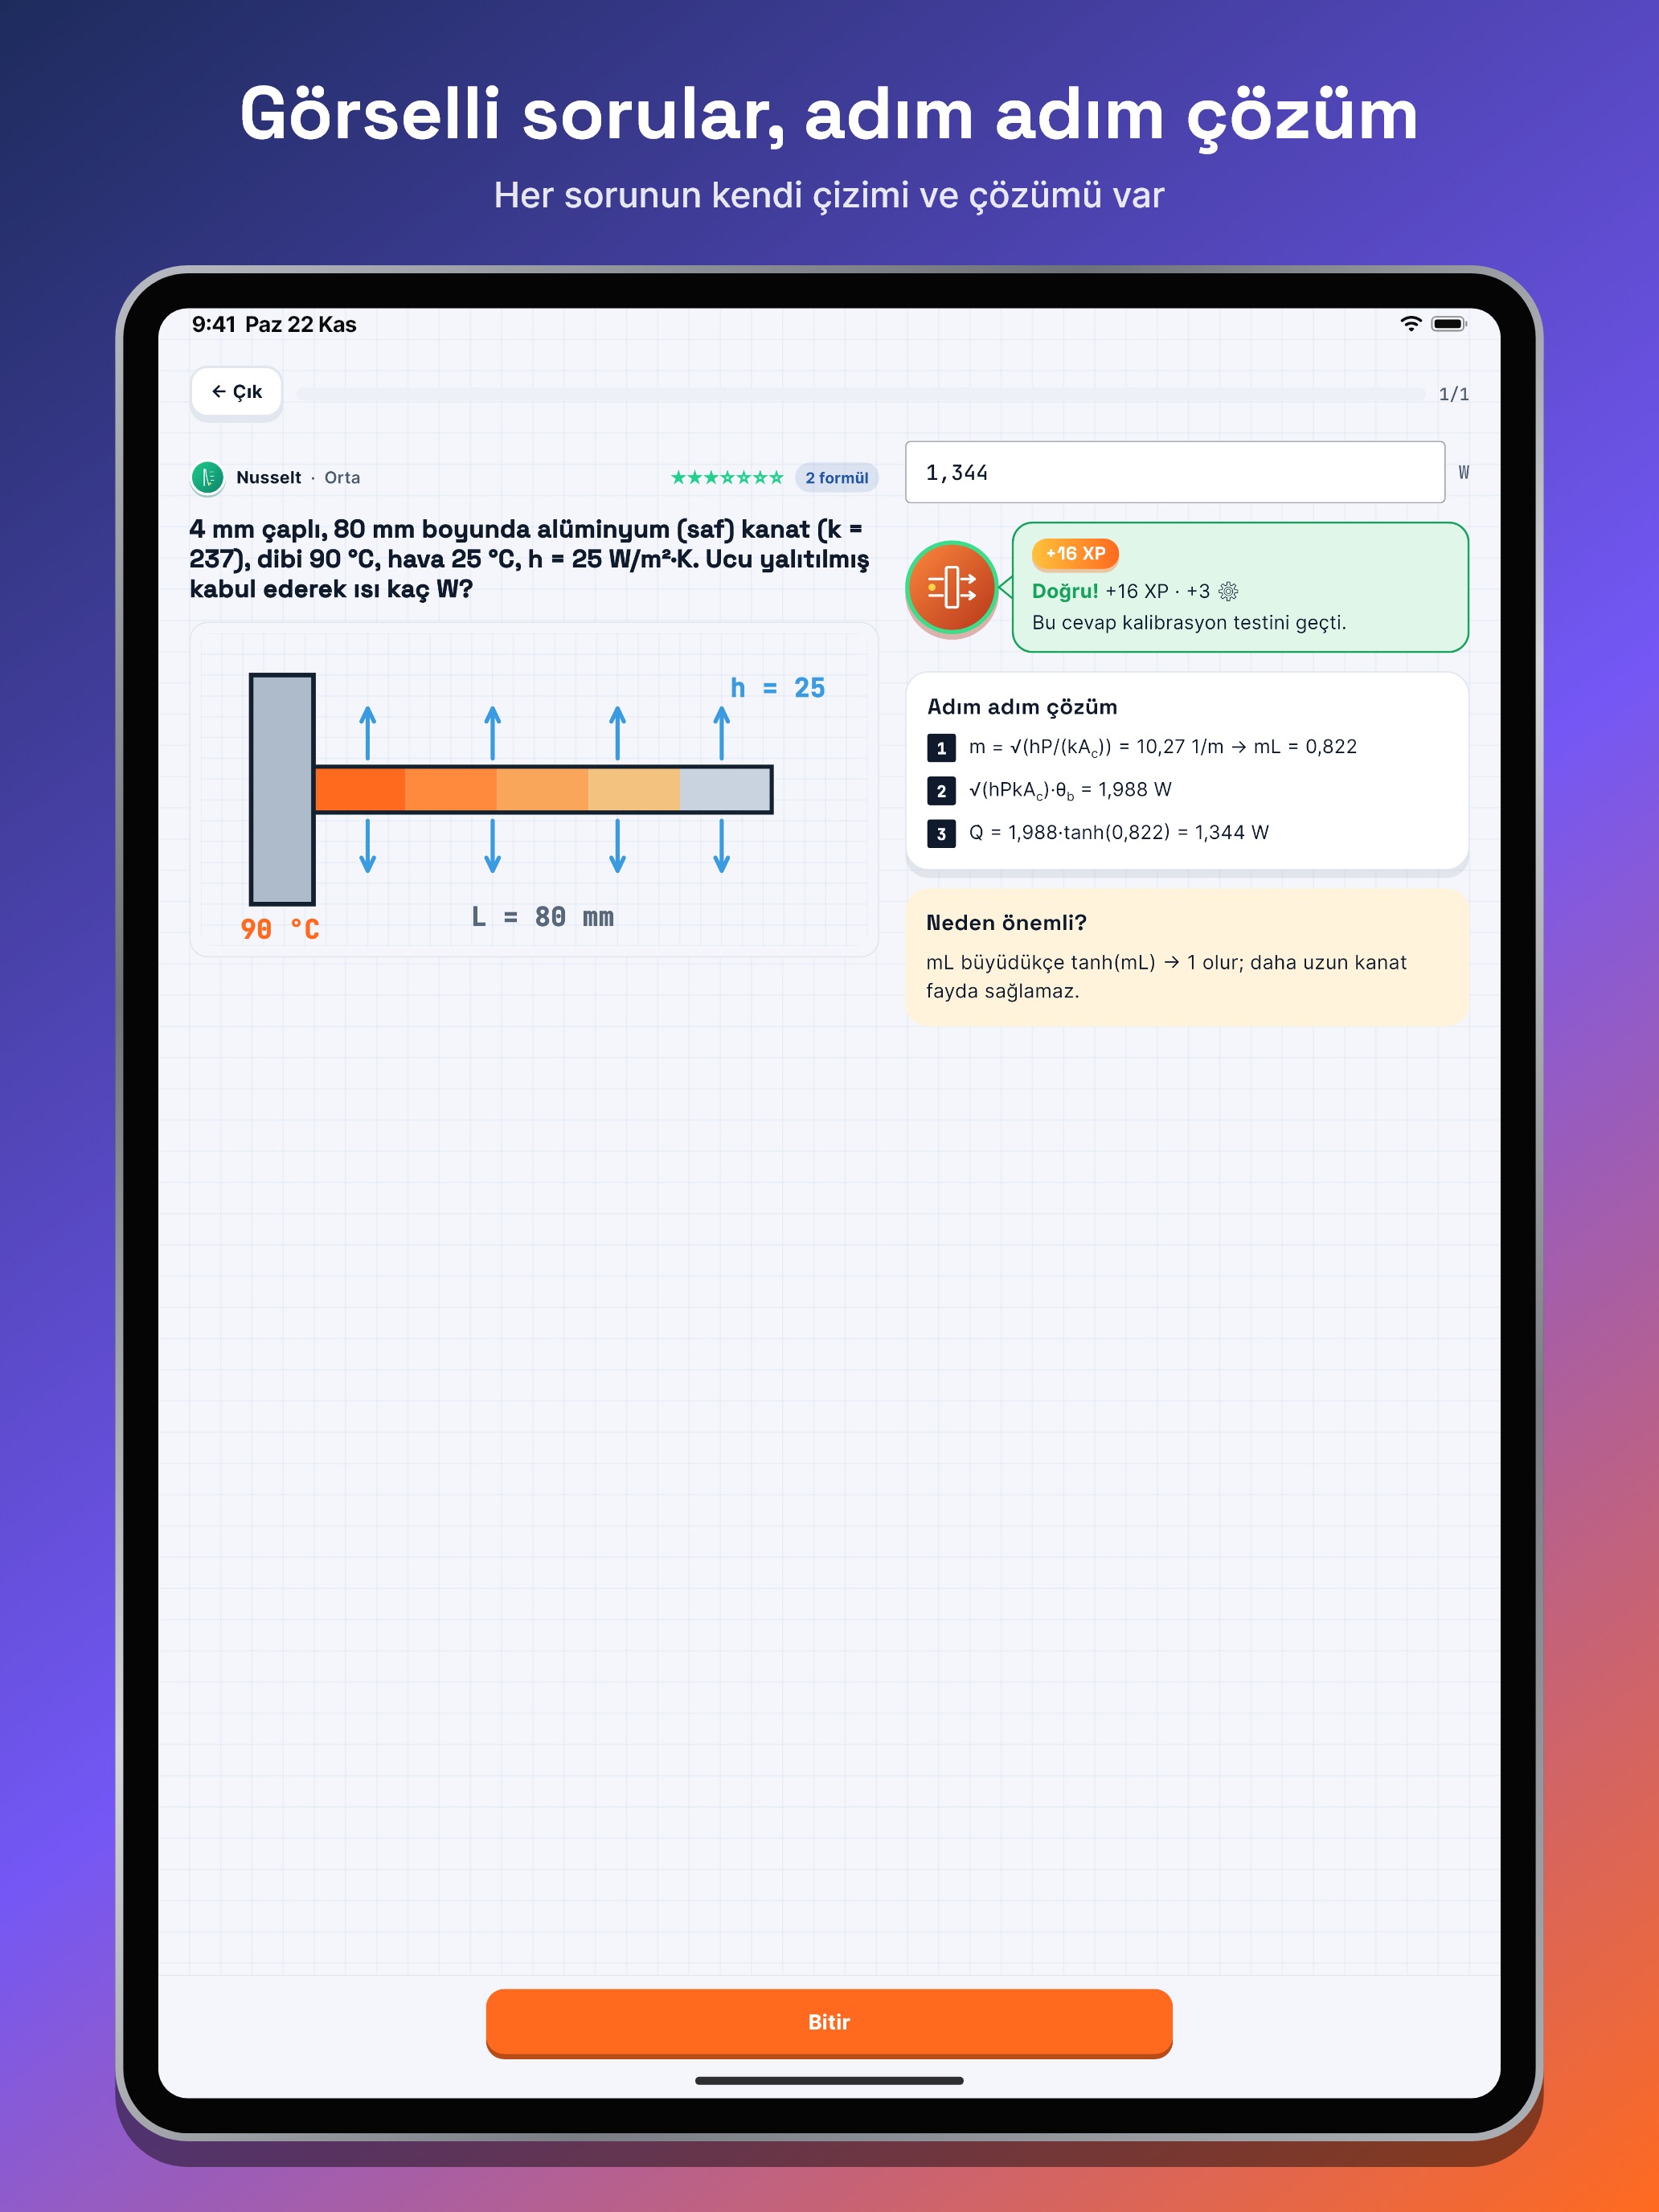 Görselli sorular, adım adım çözüm
Her sorunun kendi çizimi ve çözümü var
9:41 Paz 22 Kas
← Çık
1/1
Nusselt · Orta
★★★☆☆☆☆ 2 formül
4 mm çaplı, 80 mm boyunda alüminyum (saf) kanat (k =
237), dibi 90 °C, hava 25 °C, h = 25 W/m²·K. Ucu yalıtılmış
kabul ederek ısı kaç W?
h = 25
90 °C
L = 80 mm
1,344
W
+16 XP
Doğru! +16 XP · +3
Bu cevap kalibrasyon testini geçti.
Adım adım çözüm
1 m = √(hP/(kA_c)) = 10,27 1/m → mL = 0,822
2 √(hPkA_c)·θ_b = 1,988 W
3 Q = 1,988·tanh(0,822) = 1,344 W
Neden önemli?
mL büyüdükçe tanh(mL) → 1 olur; daha uzun kanat
fayda sağlamaz.
Bitir